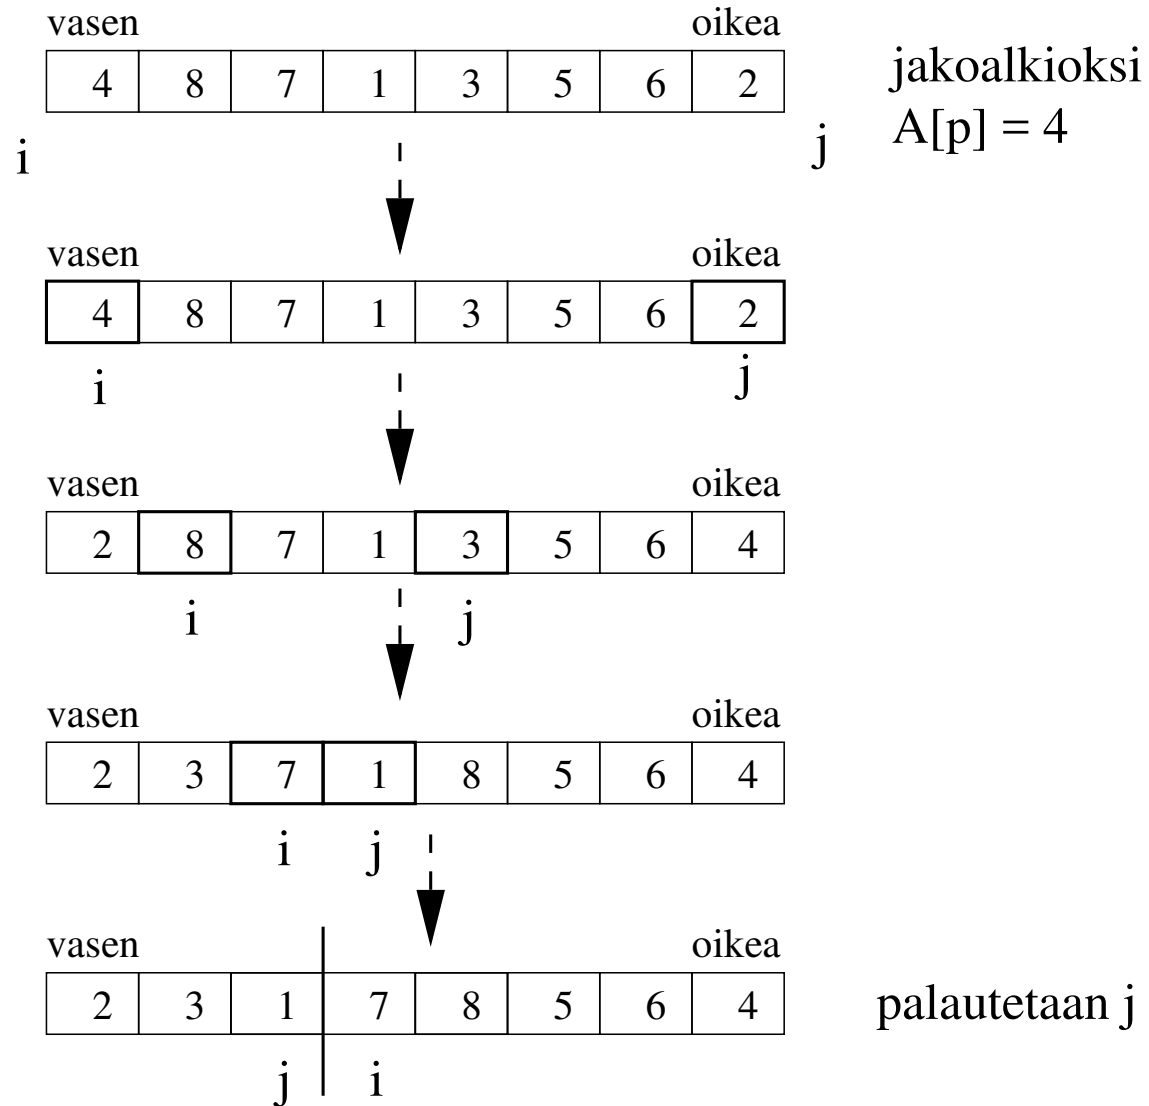 vasen oikea
4 8 7 1 3 5 6 2
jakoalkioksi
A[p] = 4
i j
vasen oikea
4 8 7 1 3 5 6 2
i j
vasen oikea
2 8 7 1 3 5 6 4
i j
vasen oikea
2 3 7 1 8 5 6 4
i j
vasen oikea
2 3 1 7 8 5 6 4
palautetaan j
j i